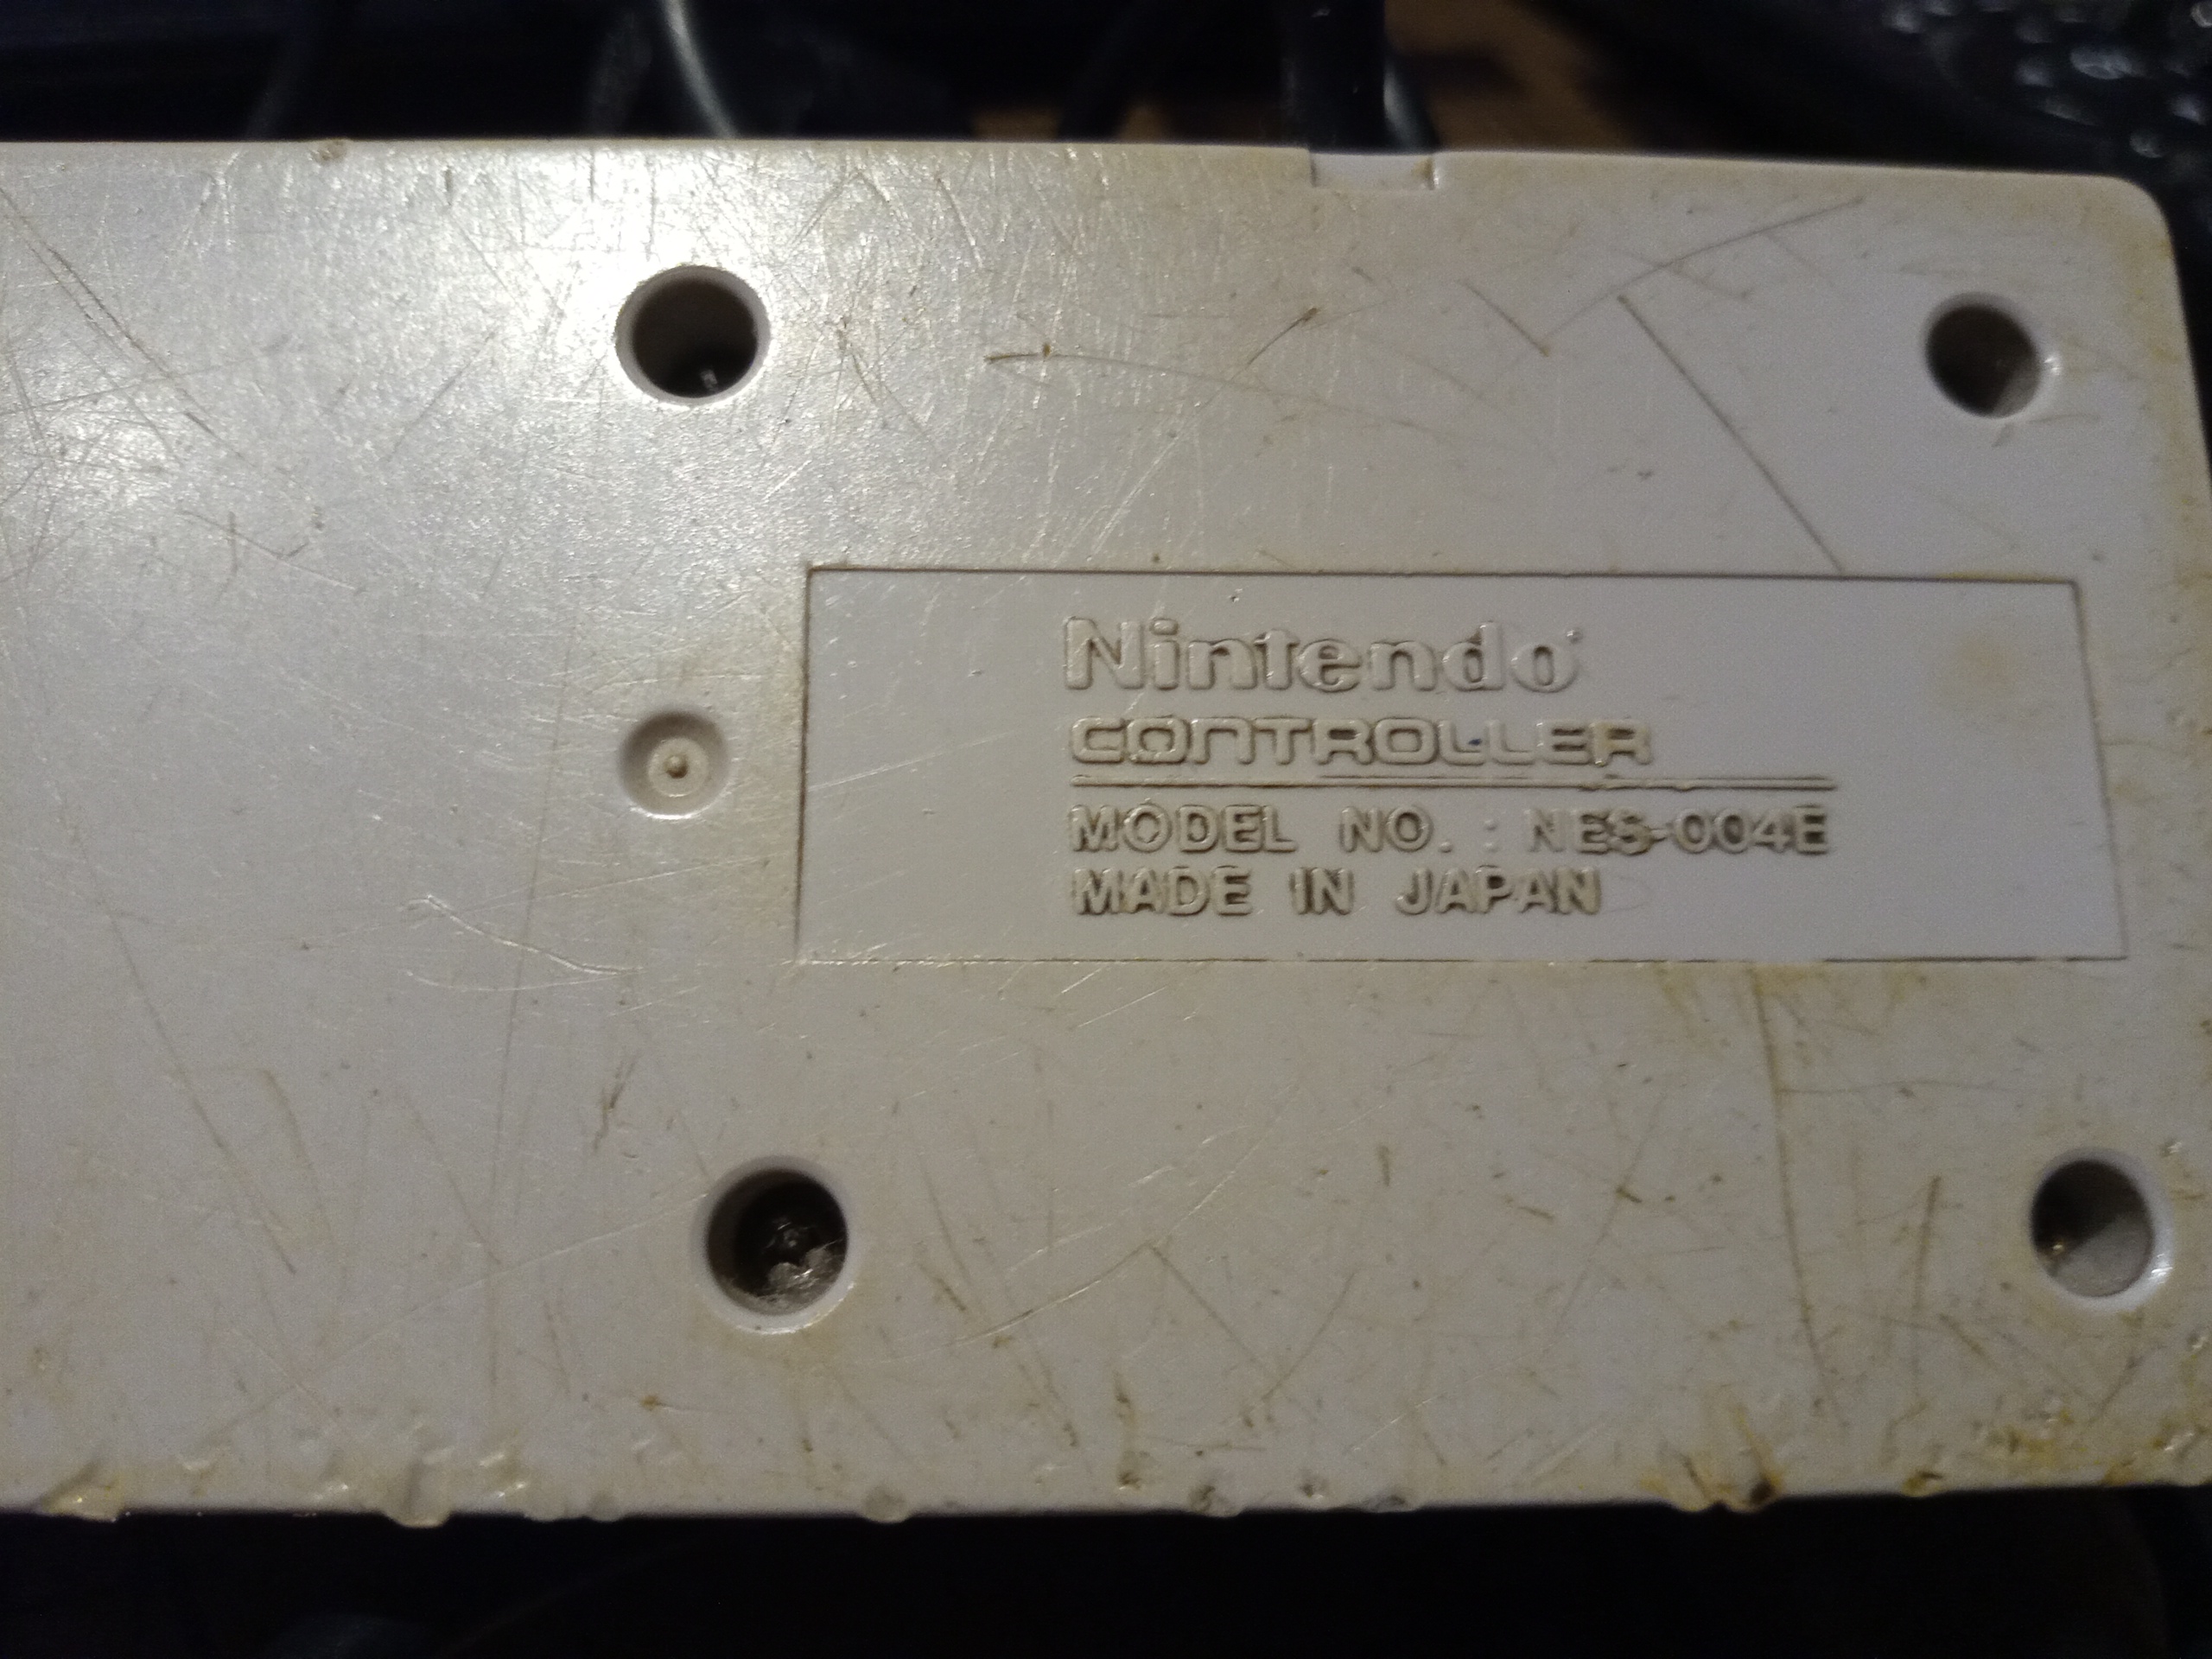 Nintendo
CONTROLLER
MODEL NO. : NES-004E
MADE IN JAPAN